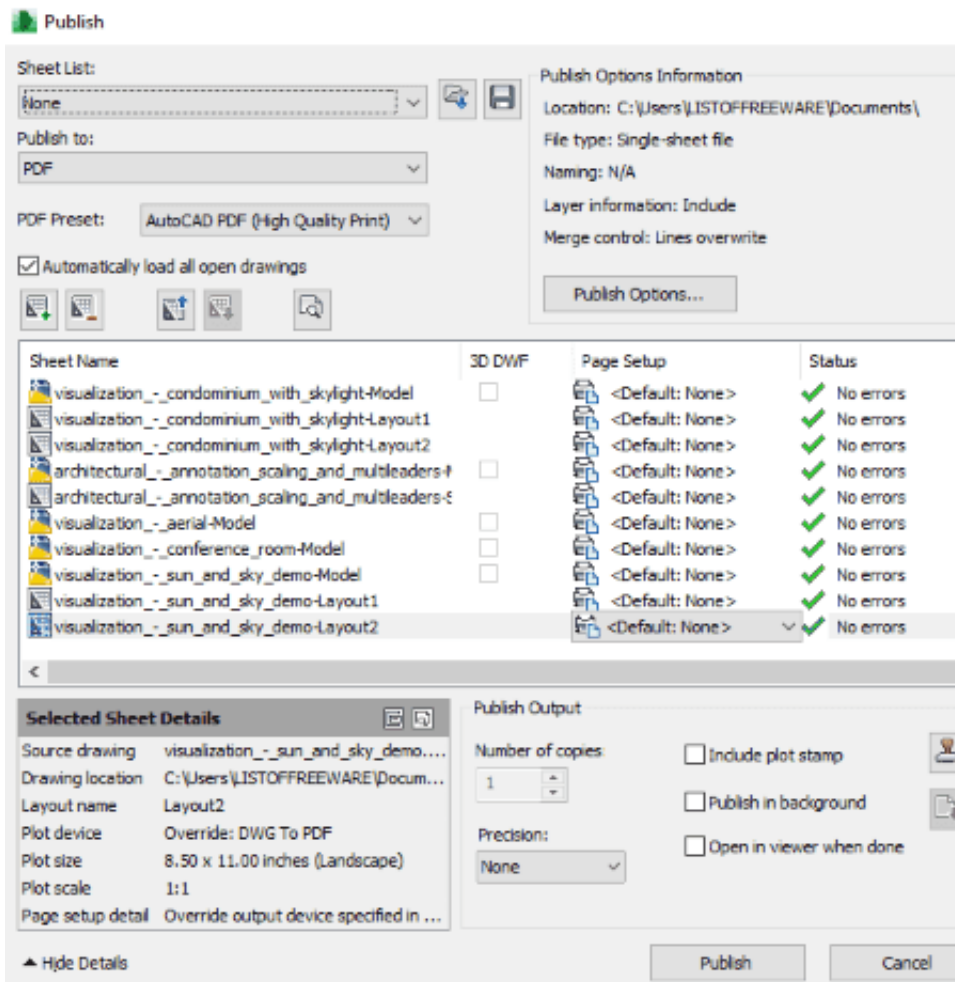 Publish
Sheet List:
None
Publish to:
PDF
PDF Preset: AutoCAD PDF (High Quality Print)
Automatically load all open drawings
Publish Options Information
Location: C:\Users\LISTOFFREEWARE\Documents\
File type: Single-sheet file
Naming: N/A
Layer information: Include
Merge control: Lines overwrite
Publish Options...
Sheet Name 3D DWF Page Setup Status
visualization_-_condominium_with_skylight-Model <Default: None> No errors
visualization_-_condominium_with_skylight-Layout1 <Default: None> No errors
visualization_-_condominium_with_skylight-Layout2 <Default: None> No errors
architectural_-_annotation_scaling_and_multileaders-M <Default: None> No errors
architectural_-_annotation_scaling_and_multileaders-S <Default: None> No errors
visualization_-_aerial-Model <Default: None> No errors
visualization_-_conference_room-Model <Default: None> No errors
visualization_-_sun_and_sky_demo-Model <Default: None> No errors
visualization_-_sun_and_sky_demo-Layout1 <Default: None> No errors
visualization_-_sun_and_sky_demo-Layout2 <Default: None> No errors
Selected Sheet Details
Source drawing visualization_-_sun_and_sky_demo....
Drawing location C:\Users\LISTOFFREEWARE\Docum...
Layout name Layout2
Plot device Override: DWG To PDF
Plot size 8.50 x 11.00 inches (Landscape)
Plot scale 1:1
Page setup detail Override output device specified in ...
Publish Output
Number of copies:
1
Precision:
None
Include plot stamp
Publish in background
Open in viewer when done
Hide Details
Publish
Cancel